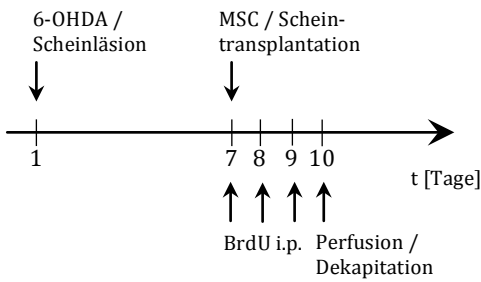 6-OHDA /
Scheinläsion
MSC / Schein-
transplantation
1
7 8 9 10
t [Tage]
BrdU i.p.
Perfusion /
Dekapitation